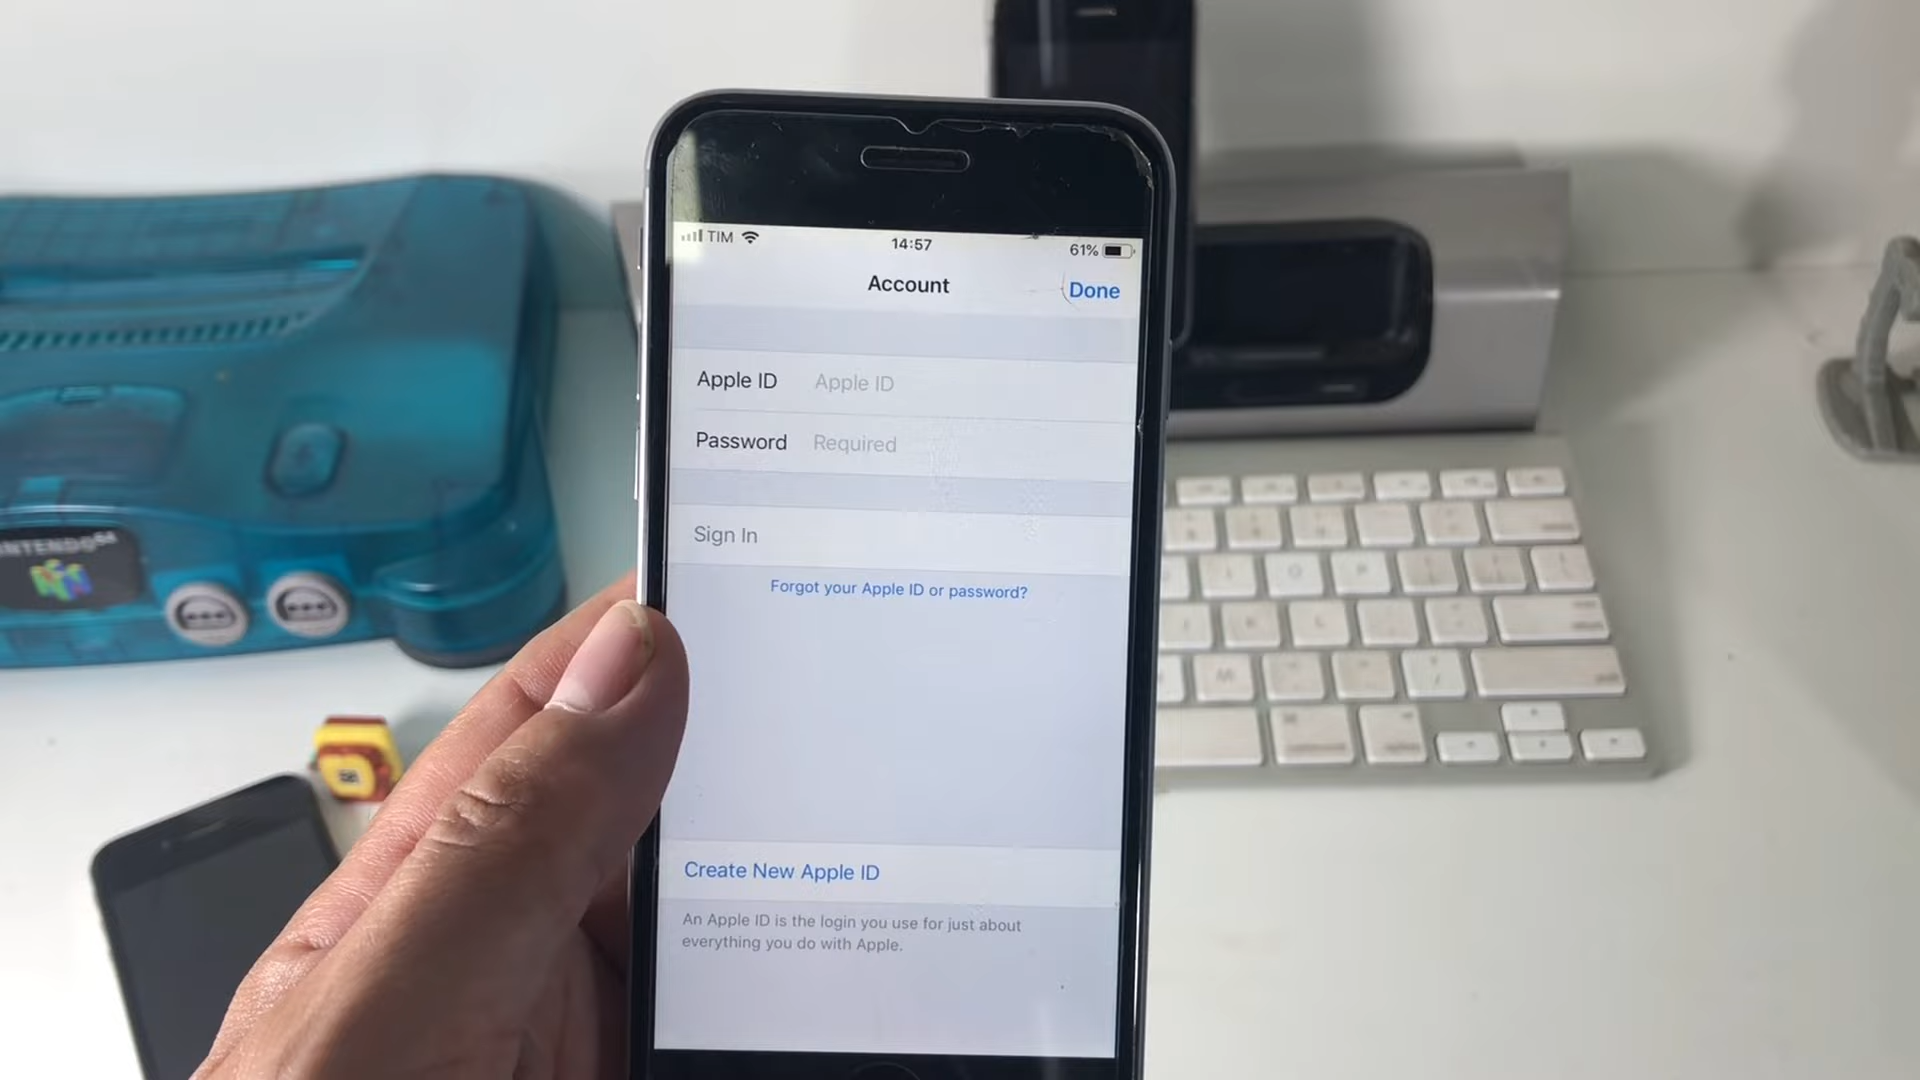 TIM
14:57
61%
Account
Done
Apple ID Apple ID
Password Required
Sign In
Forgot your Apple ID or password?
Create New Apple ID
An Apple ID is the login you use for just about
everything you do with Apple.
NINTENDO64